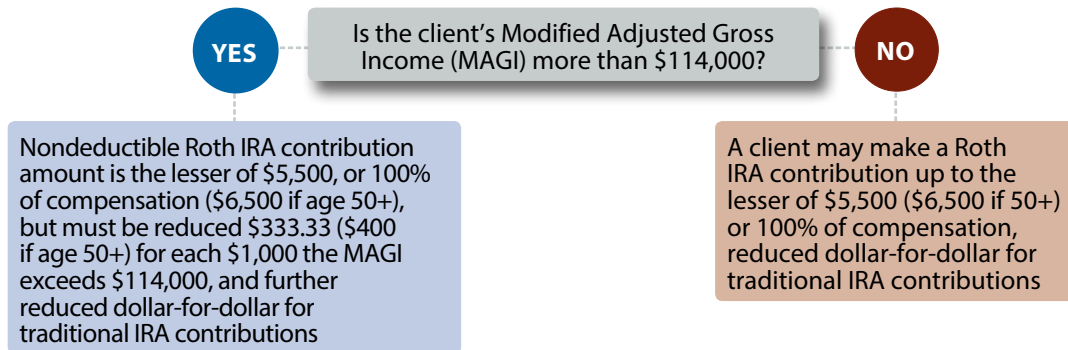 Is the client's Modified Adjusted Gross
Income (MAGI) more than $114,000?
YES
NO
Nondeductible Roth IRA contribution
amount is the lesser of $5,500, or 100%
of compensation ($6,500 if age 50+),
but must be reduced $333.33 ($400
if age 50+) for each $1,000 the MAGI
exceeds $114,000, and further
reduced dollar-for-dollar for
traditional IRA contributions
A client may make a Roth
IRA contribution up to the
lesser of $5,500 ($6,500 if 50+)
or 100% of compensation,
reduced dollar-for-dollar for
traditional IRA contributions